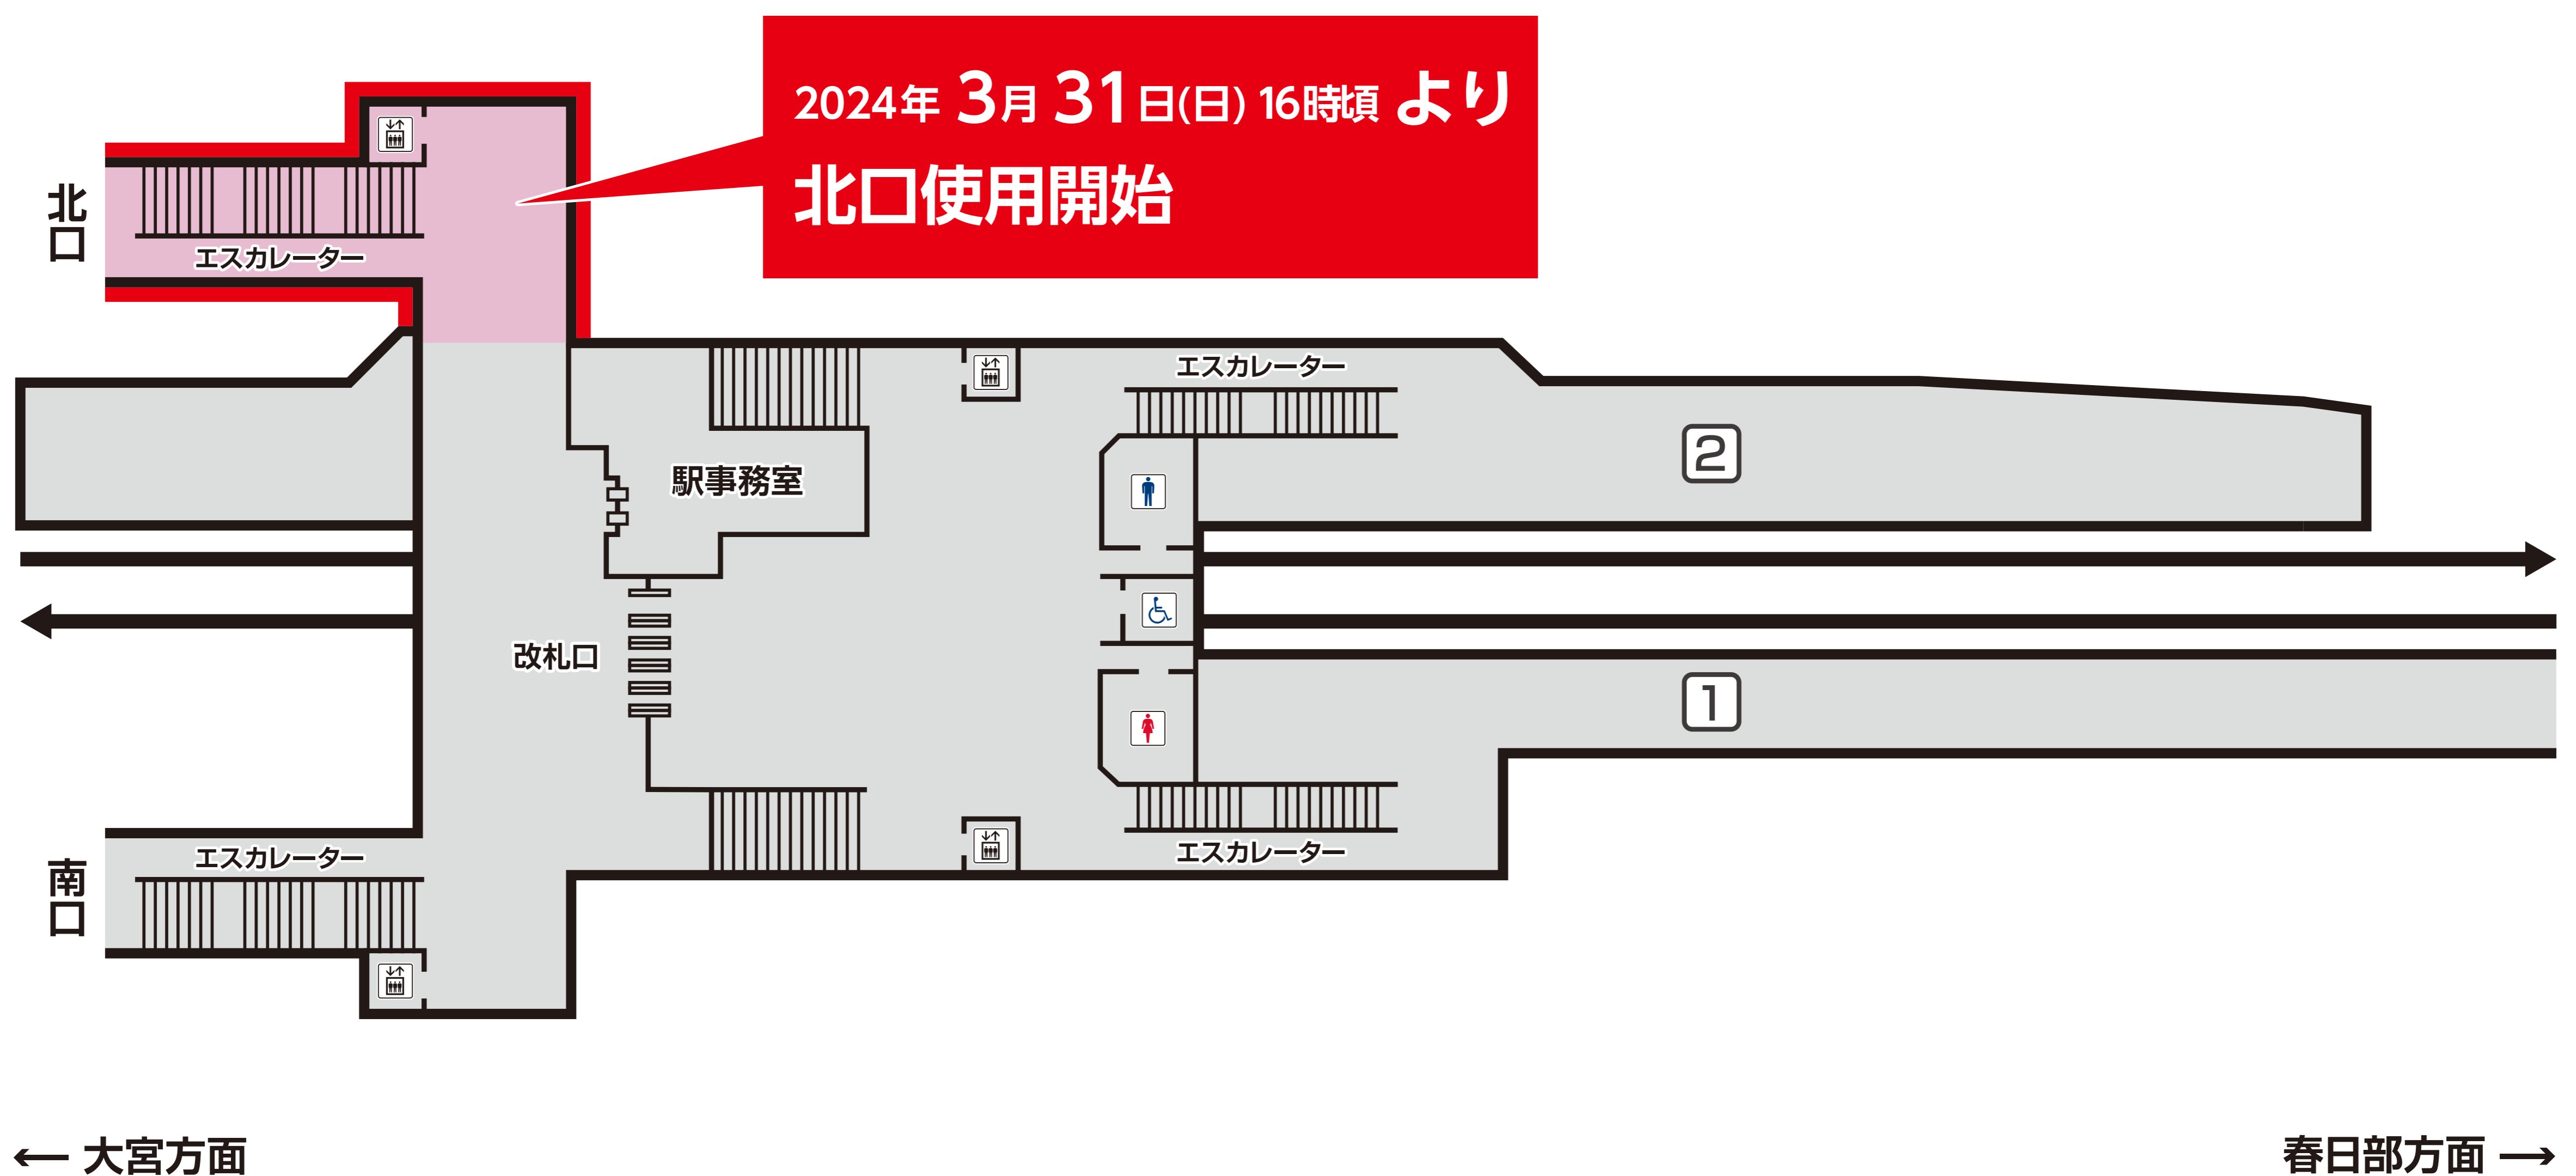 2024年 3月 31日(日) 16時頃 より
北口使用開始
北口
エスカレーター
エスカレーター
2
駅事務室
改札口
1
南口
エスカレーター
エスカレーター
← 大宮方面
春日部方面 →